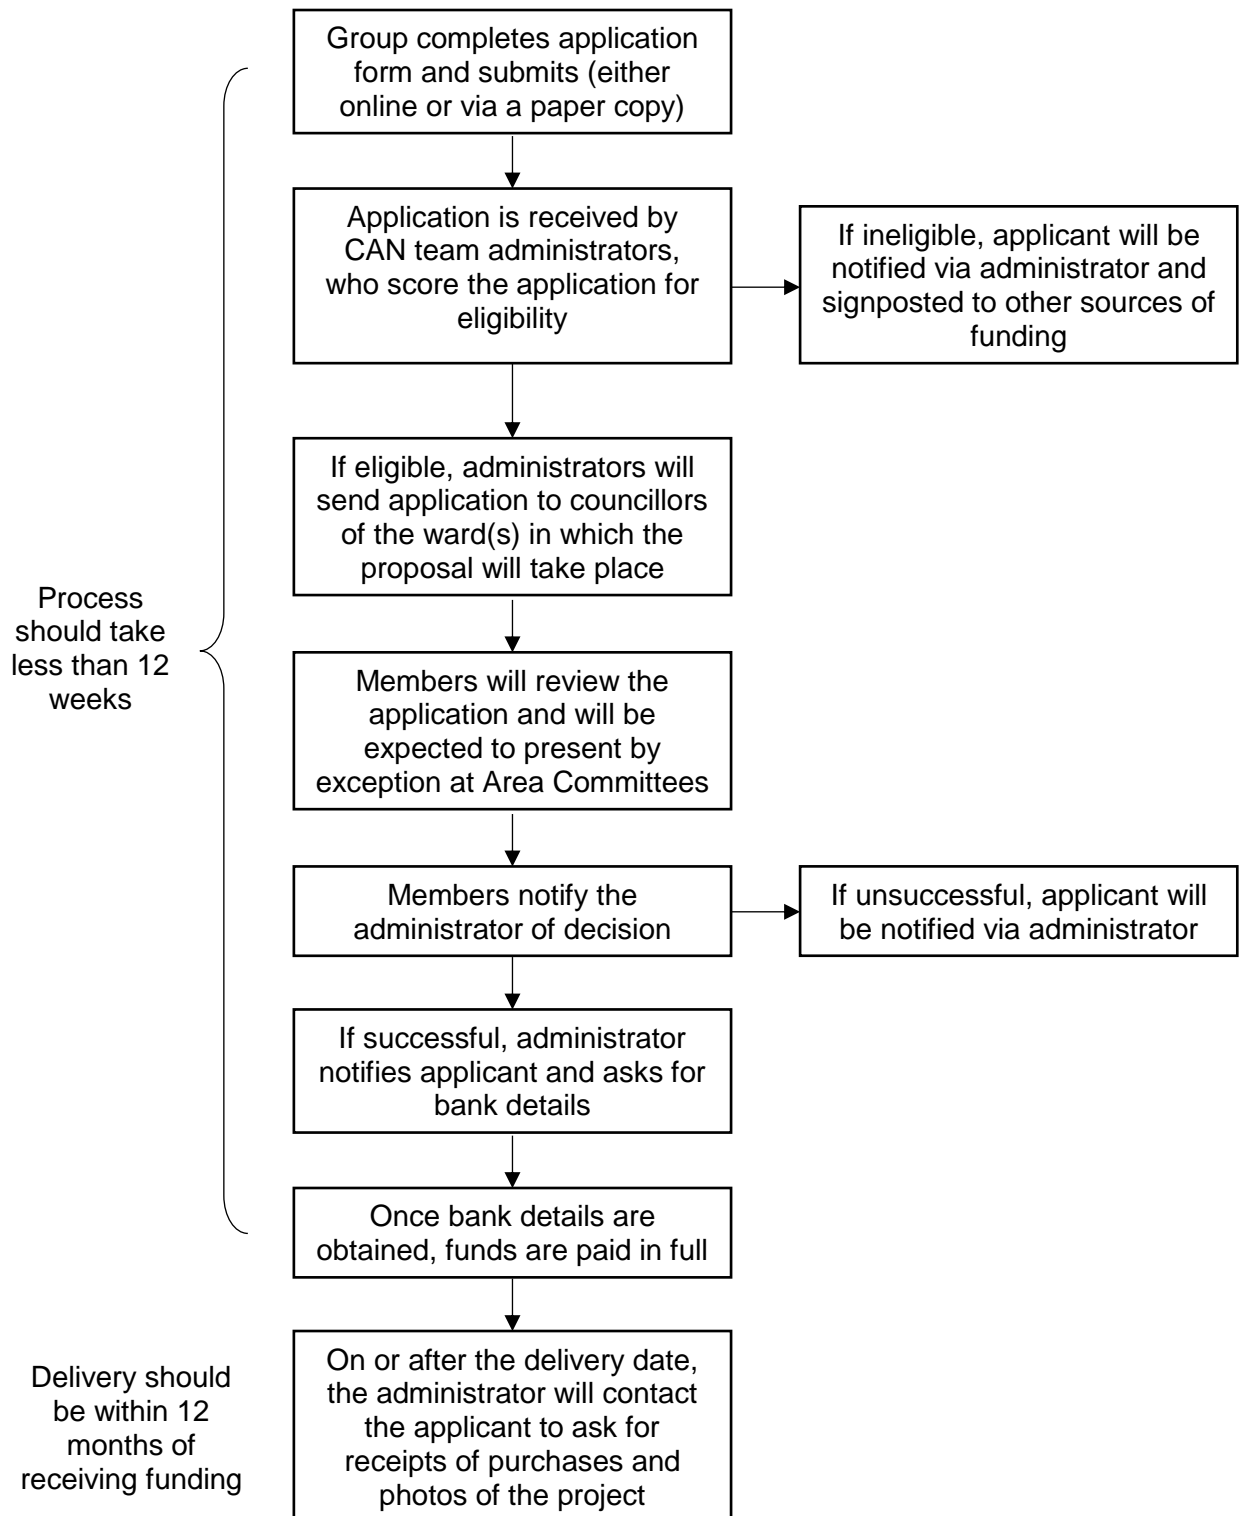 Group completes application
form and submits (either
online or via a paper copy)
Application is received by
CAN team administrators,
who score the application for
eligibility
If ineligible, applicant will be
notified via administrator and
signposted to other sources of
funding
If eligible, administrators will
send application to councillors
of the ward(s) in which the
proposal will take place
Process
should take
less than 12
weeks
Members will review the
application and will be
expected to present by
exception at Area Committees
Members notify the
administrator of decision
If unsuccessful, applicant will
be notified via administrator
If successful, administrator
notifies applicant and asks for
bank details
Once bank details are
obtained, funds are paid in full
Delivery should
be within 12
months of
receiving funding
On or after the delivery date,
the administrator will contact
the applicant to ask for
receipts of purchases and
photos of the project